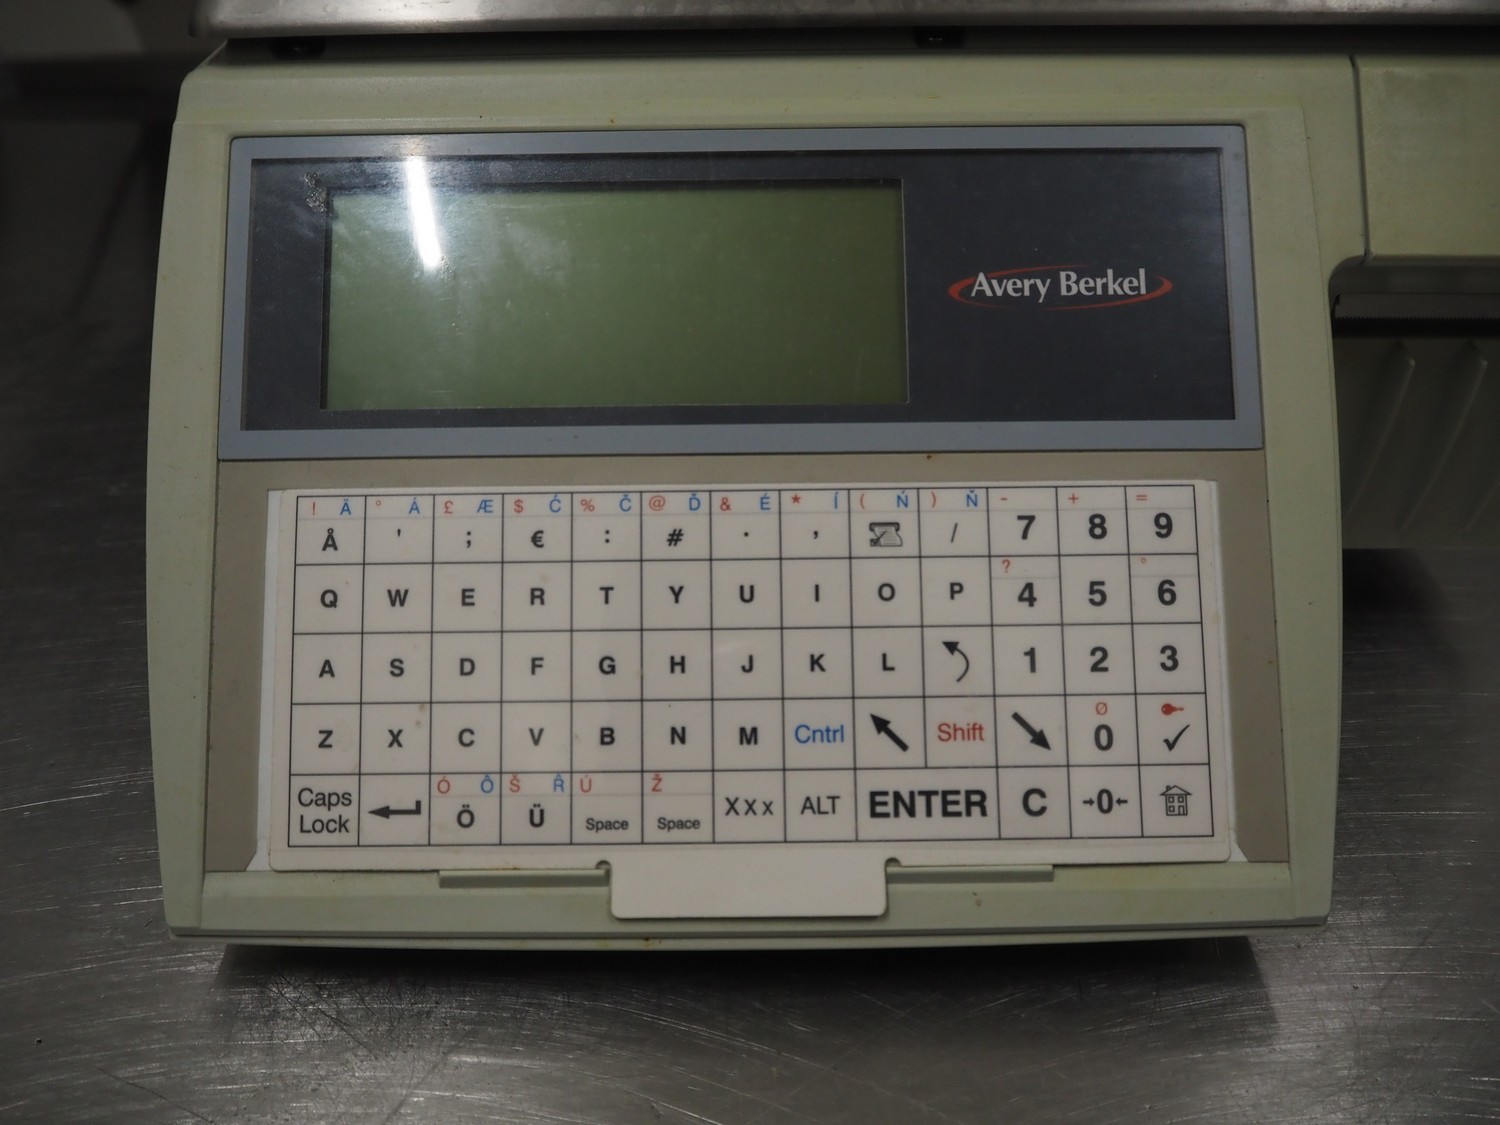 Avery Berkel
! Ä ° Á £ Æ $ Ć % Č @ Ď & É * Í ( Ń ) Ň - + =
Å ' ; € : # . , / 7 8 9
? °
Q W E R T Y U I O P 4 5 6
A S D F G H J K L 1 2 3
Ø
Z X C V B N M Cntrl Shift 0
Ó Ô Š Ȓ Ú Ž
Caps Lock Ö Ü Space Space Xxx ALT ENTER C 0